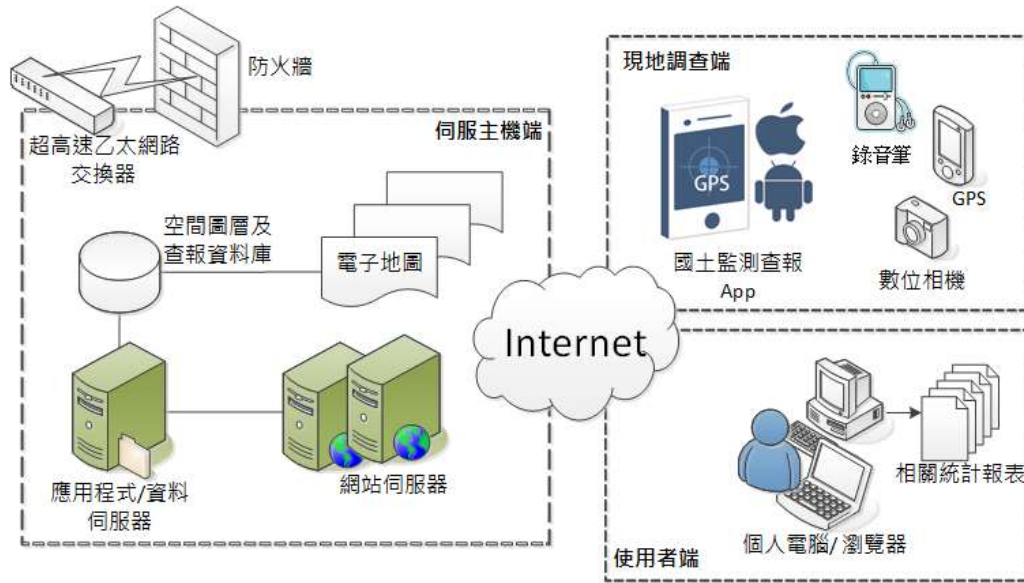 防火牆
伺服主機端
超高速乙太網路
交換器
空間圖層及
查報資料庫
電子地圖
應用程式/資料
伺服器
網站伺服器
Internet
現地調查端
GPS
錄音筆
GPS
國土監測查報
App
數位相機
相關統計報表
個人電腦/瀏覽器
使用者端